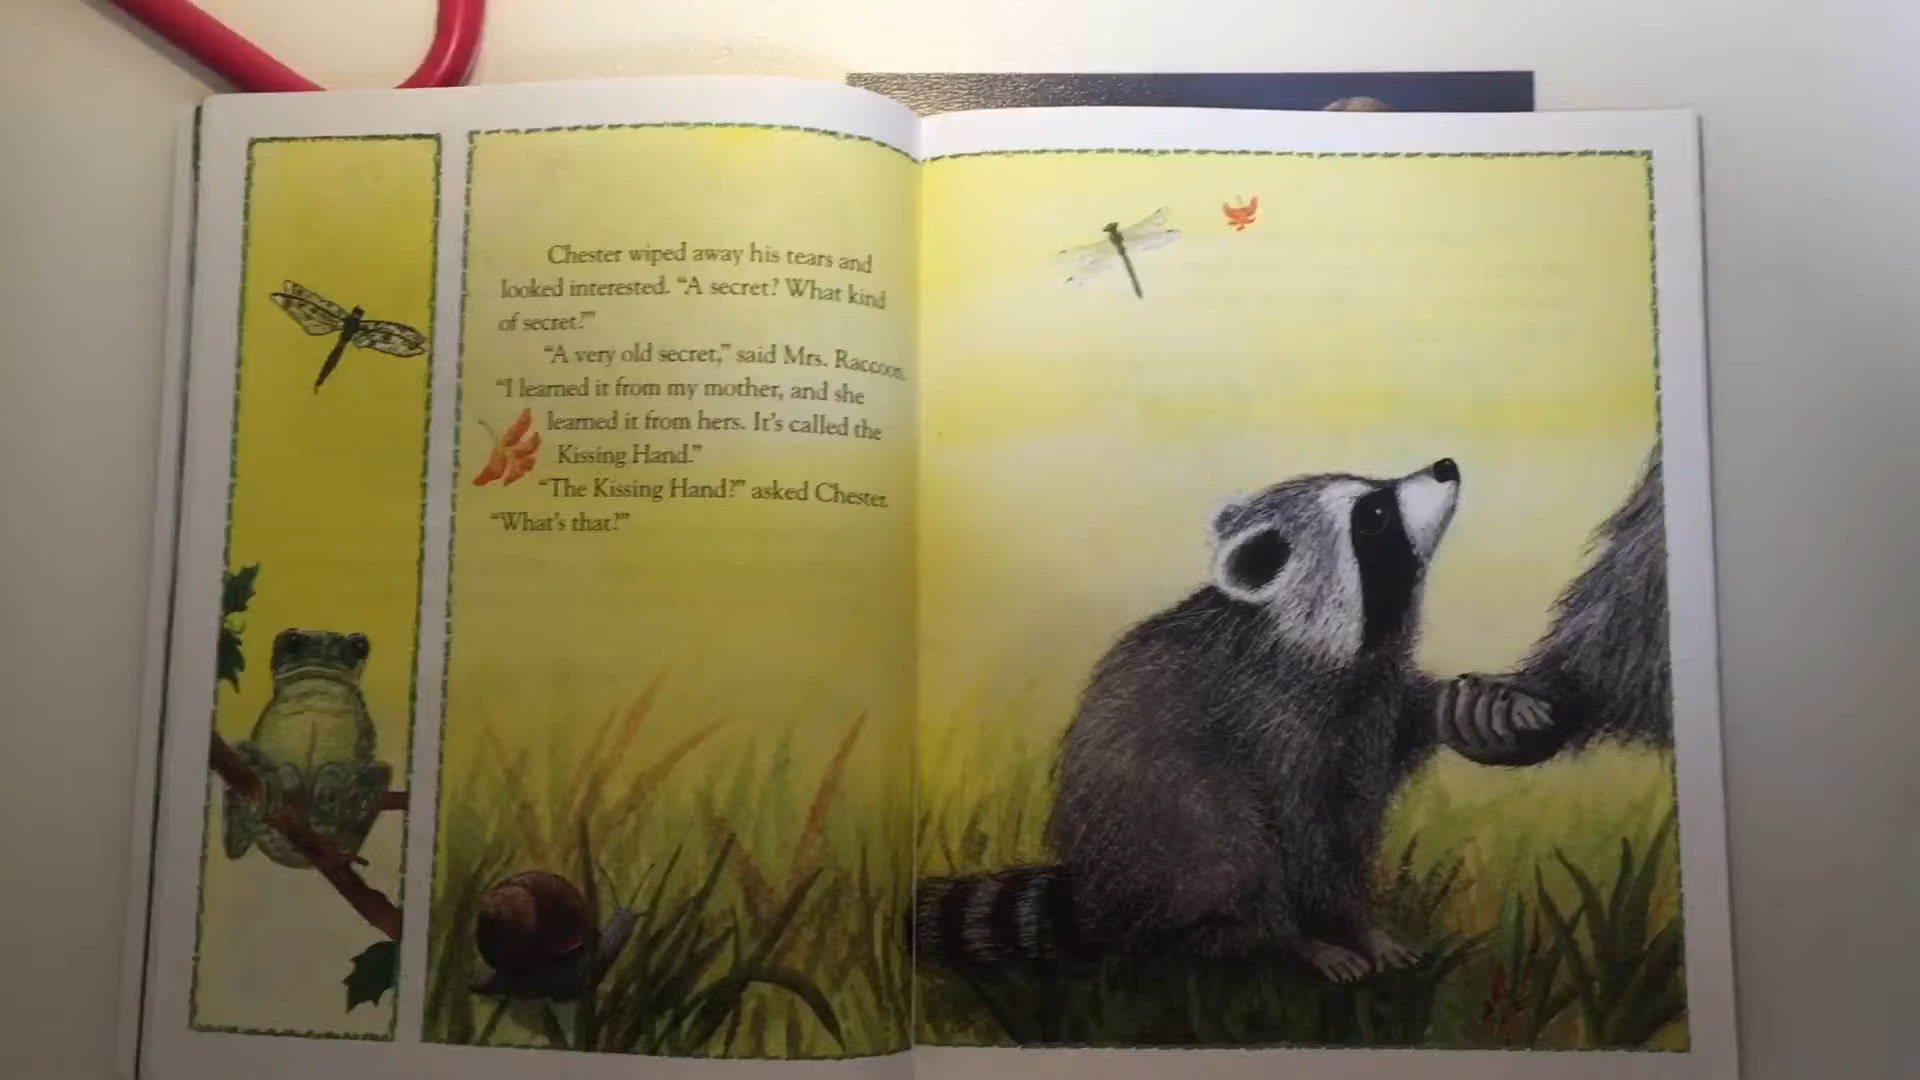 Chester wiped away his tears and
looked interested. “A secret? What kind
of secret?”
“A very old secret,” said Mrs. Raccoon.
“I learned it from my mother, and she
learned it from hers. It’s called the
Kissing Hand.”
“The Kissing Hand?” asked Chester.
“What’s that?”